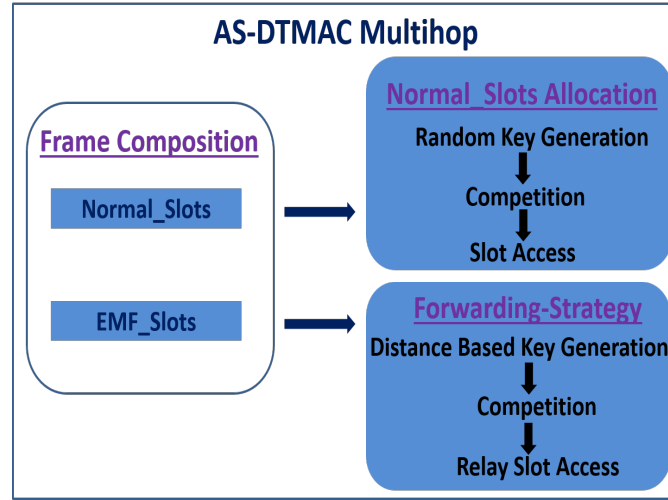 AS-DTMAC Multihop
Frame Composition
Normal_Slots
EMF_Slots
Normal_Slots Allocation
Random Key Generation
Competition
Slot Access
Forwarding-Strategy
Distance Based Key Generation
Competition
Relay Slot Access